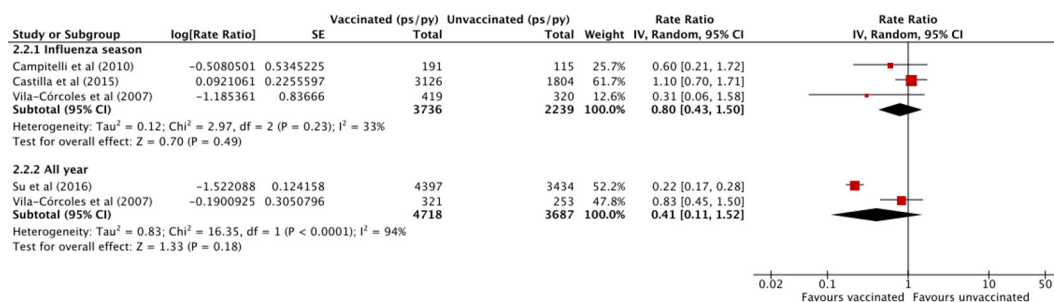 Vaccinated (ps/py) Unvaccinated (ps/py) Rate Ratio Rate Ratio
Study or Subgroup log[Rate Ratio] SE Total Total Weight IV, Random, 95% CI IV, Random, 95% CI
2.2.1 Influenza season
Campitelli et al (2010) -0.5080501 0.5345225 191 115 25.7% 0.60 [0.21, 1.72]
Castilla et al (2015) 0.0921061 0.2255597 3126 1804 61.7% 1.10 [0.70, 1.71]
Vila-Córcoles et al (2007) -1.185361 0.83666 419 320 12.6% 0.31 [0.06, 1.58]
Subtotal (95% CI) 3736 2239 100.0% 0.80 [0.43, 1.50]
Heterogeneity: Tau² = 0.12; Chi² = 2.97, df = 2 (P = 0.23); I² = 33%
Test for overall effect: Z = 0.70 (P = 0.49)
2.2.2 All year
Su et al (2016) -1.522088 0.124158 4397 3434 52.2% 0.22 [0.17, 0.28]
Vila-Córcoles et al (2007) -0.1900925 0.3050796 321 253 47.8% 0.83 [0.45, 1.50]
Subtotal (95% CI) 4718 3687 100.0% 0.41 [0.11, 1.52]
Heterogeneity: Tau² = 0.83; Chi² = 16.35, df = 1 (P < 0.0001); I² = 94%
Test for overall effect: Z = 1.33 (P = 0.18)
0.02 0.1 1 10 50
Favours vaccinated Favours unvaccinated